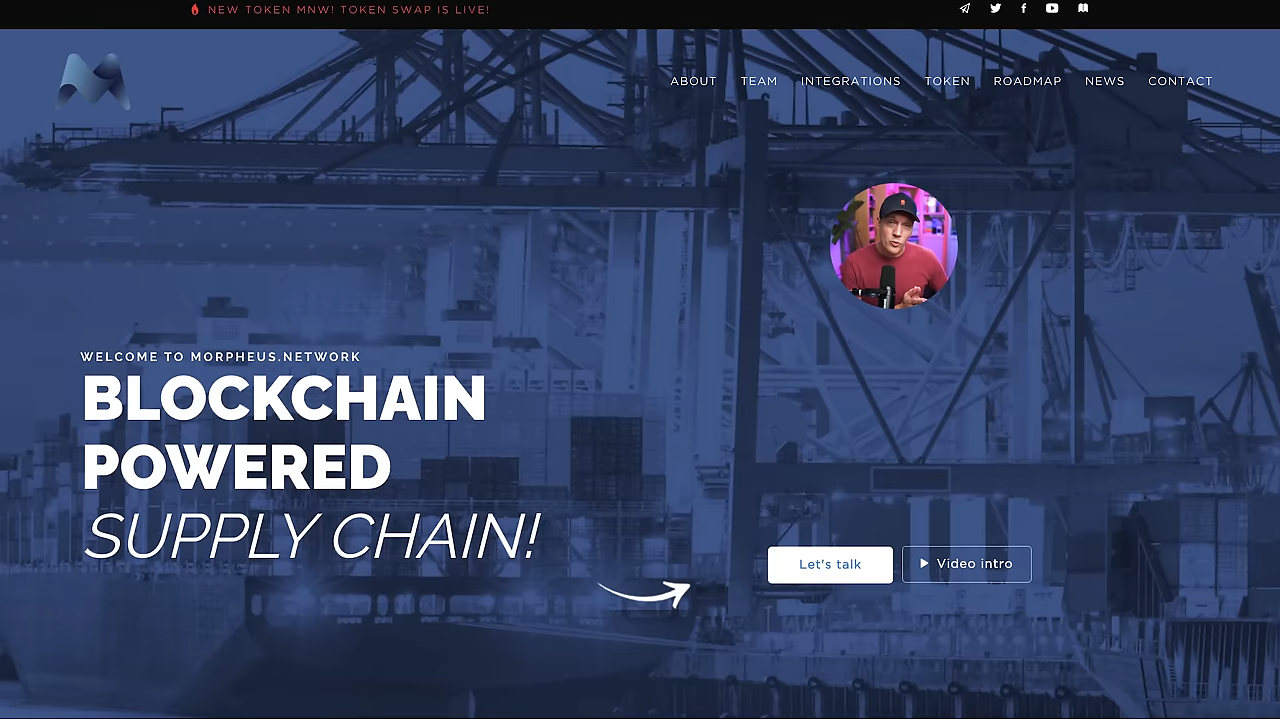 NEW TOKEN MNW! TOKEN SWAP IS LIVE!
ABOUT TEAM INTEGRATIONS TOKEN ROADMAP NEWS CONTACT
WELCOME TO MORPHEUS.NETWORK
BLOCKCHAIN
POWERED
SUPPLY CHAIN!
Let's talk
Video intro